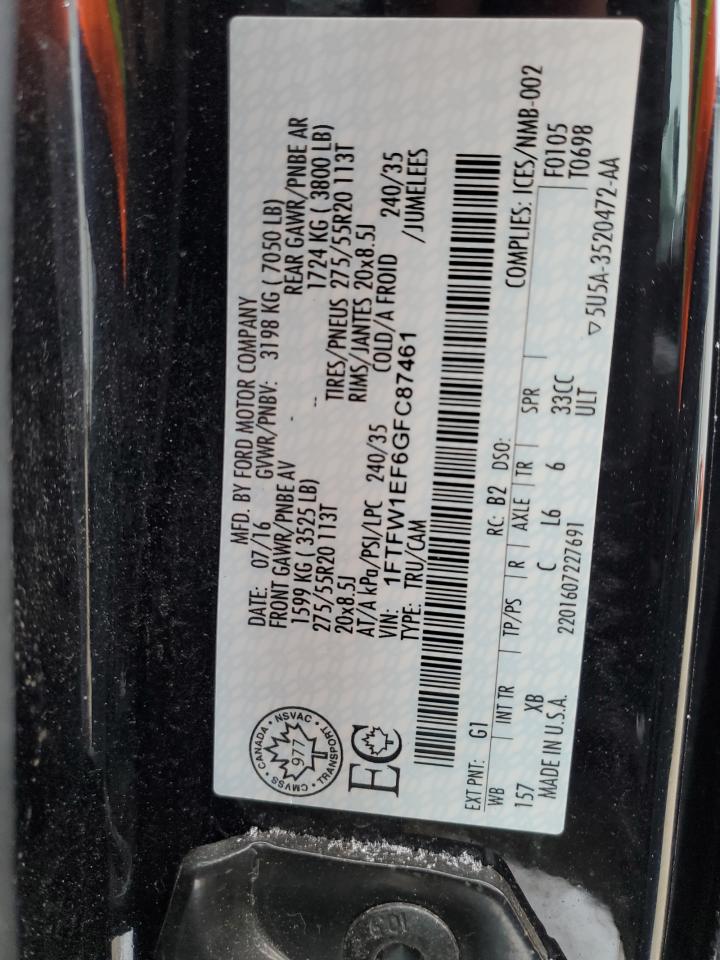 MFD. BY FORD MOTOR COMPANY
DATE: 07/16 GVWR/PNBV: 3198 KG ( 7050 LB)
FRONT GAWR/PNBE AV REAR GAWR/PNBE AR
1599 KG ( 3525 LB) 1724 KG ( 3800 LB)
275/55R20 113T TIRES/PNEUS 275/55R20 113T
20x8.5J RIMS/JANTES 20x8.5J
AT/A kPa/PSI/LPC 240/35 COLD/A FROID 240/35
VIN: 1FTFW1EF6GFC87461 /JUMELEES
TYPE: TRU/CAM
CANADA • NSVAC • TRANSPORT • CMVSS •
977
EC
COMPLIES: ICES/NMB-002
EXT PNT: G1 RC: B2 DSO: F0105
WB INT TR TP/PS R AXLE TR SPR T0698
157 XB C L6 6 33CC
ULT
MADE IN U.S.A. 2201607227691 ▽5U5A-3520472-AA